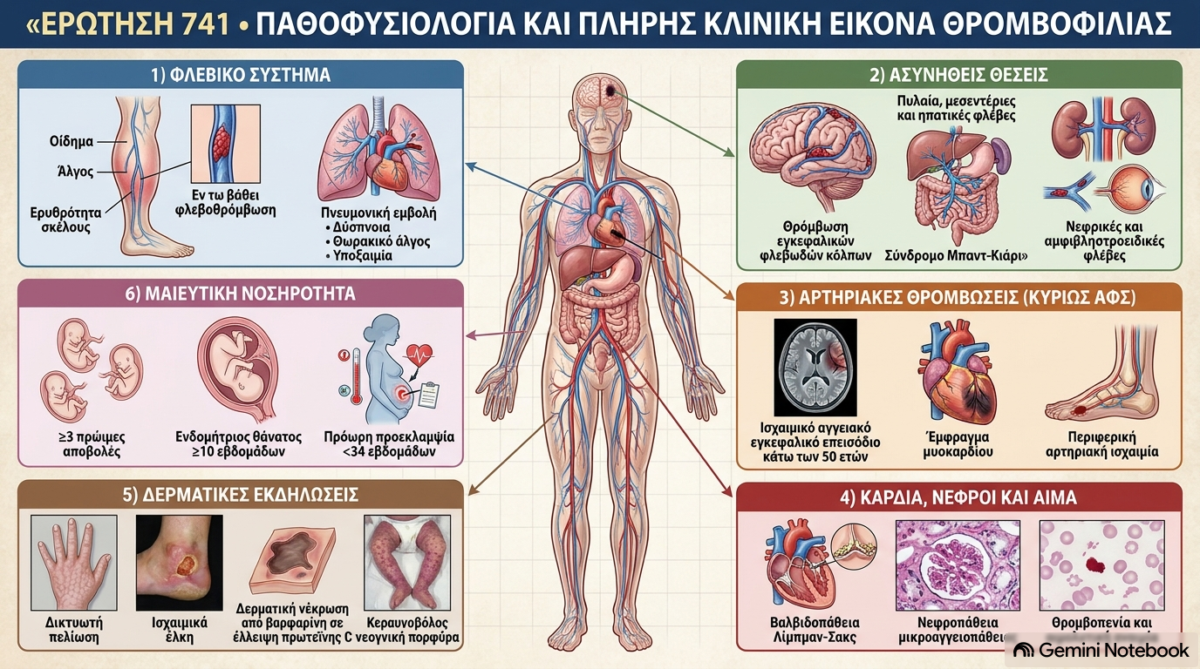 «ΕΡΩΤΗΣΗ 741 • ΠΑΘΟΦΥΣΙΟΛΟΓΙΑ ΚΑΙ ΠΛΗΡΗΣ ΚΛΙΝΙΚΗ ΕΙΚΟΝΑ ΘΡΟΜΒΟΦΙΛΙΑΣ
1) ΦΛΕΒΙΚΟ ΣΥΣΤΗΜΑ
Οίδημα
Άλγος
Ερυθρότητα
σκέλους
Εν τω βάθει
φλεβοθρόμβωση
Πνευμονική εμβολή
• Δύσπνοια
• Θωρακικό άλγος
• Υποξαιμία
2) ΑΣΥΝΗΘΕΙΣ ΘΕΣΕΙΣ
Θρόμβωση
εγκεφαλικών
φλεβωδών κόλπων
Πυλαία, μεσεντέριες
και ηπατικές φλέβες
Σύνδρομο Μπαντ-Κιάρι»
Νεφρικές και
αμφιβληστροειδικές
φλέβες
6) ΜΑΙΕΥΤΙΚΗ ΝΟΣΗΡΟΤΗΤΑ
≥3 πρώιμες
αποβολές
Ενδομήτριος θάνατος
≥10 εβδομάδων
Πρόωρη προεκλαμψία
<34 εβδομάδων
3) ΑΡΤΗΡΙΑΚΕΣ ΘΡΟΜΒΩΣΕΙΣ (ΚΥΡΙΩΣ ΑΦΣ)
Ισχαιμικό αγγειακό
εγκεφαλικό επεισόδιο
κάτω των 50 ετών
Έμφραγμα
μυοκαρδίου
Περιφερική
αρτηριακή ισχαιμία
5) ΔΕΡΜΑΤΙΚΕΣ ΕΚΔΗΛΩΣΕΙΣ
Δικτυωτή
πελίωση
Ισχαιμικά
έλκη
Δερματική νέκρωση
από βαρφαρίνη σε
έλλειψη πρωτεΐνης C
Κεραυνοβόλος
νεογνική πορφύρα
4) ΚΑΡΔΙΑ, ΝΕΦΡΟΙ ΚΑΙ ΑΙΜΑ
Βαλβιδοπάθεια
Λίμπμαν-Σακς
Νεφροπάθεια
Θρομβοπενία και
Gemini Notebook